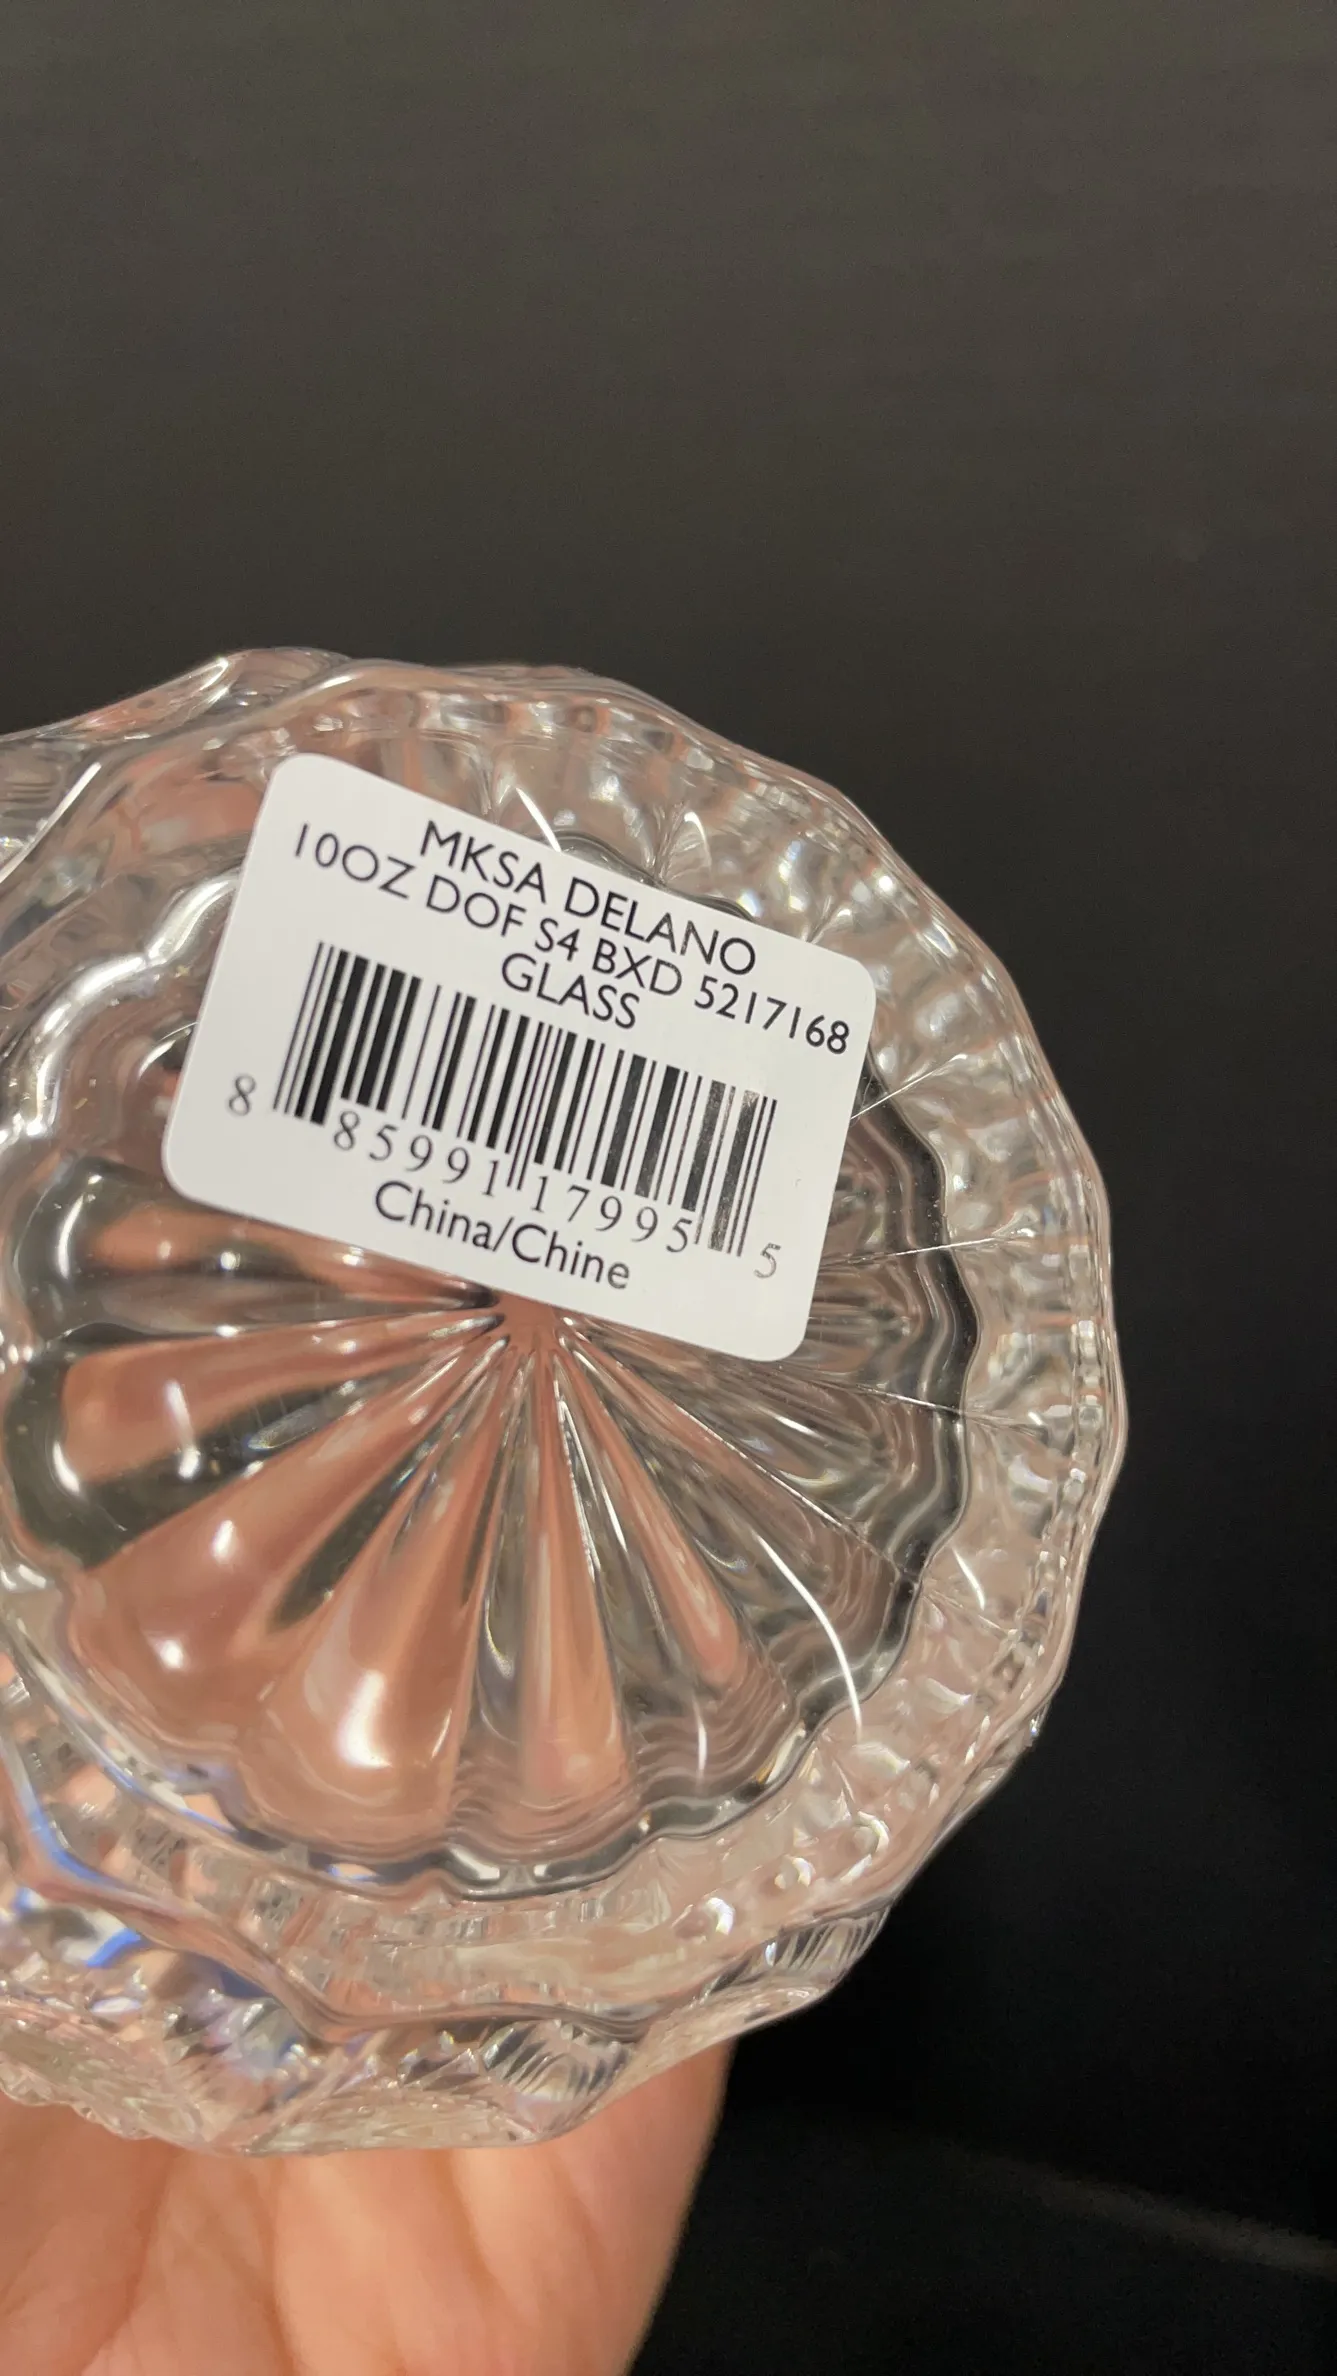 MKSA DELANO
10OZ DOF S4 BXD 5217168
GLASS
8 85991 17995 5
China/Chine